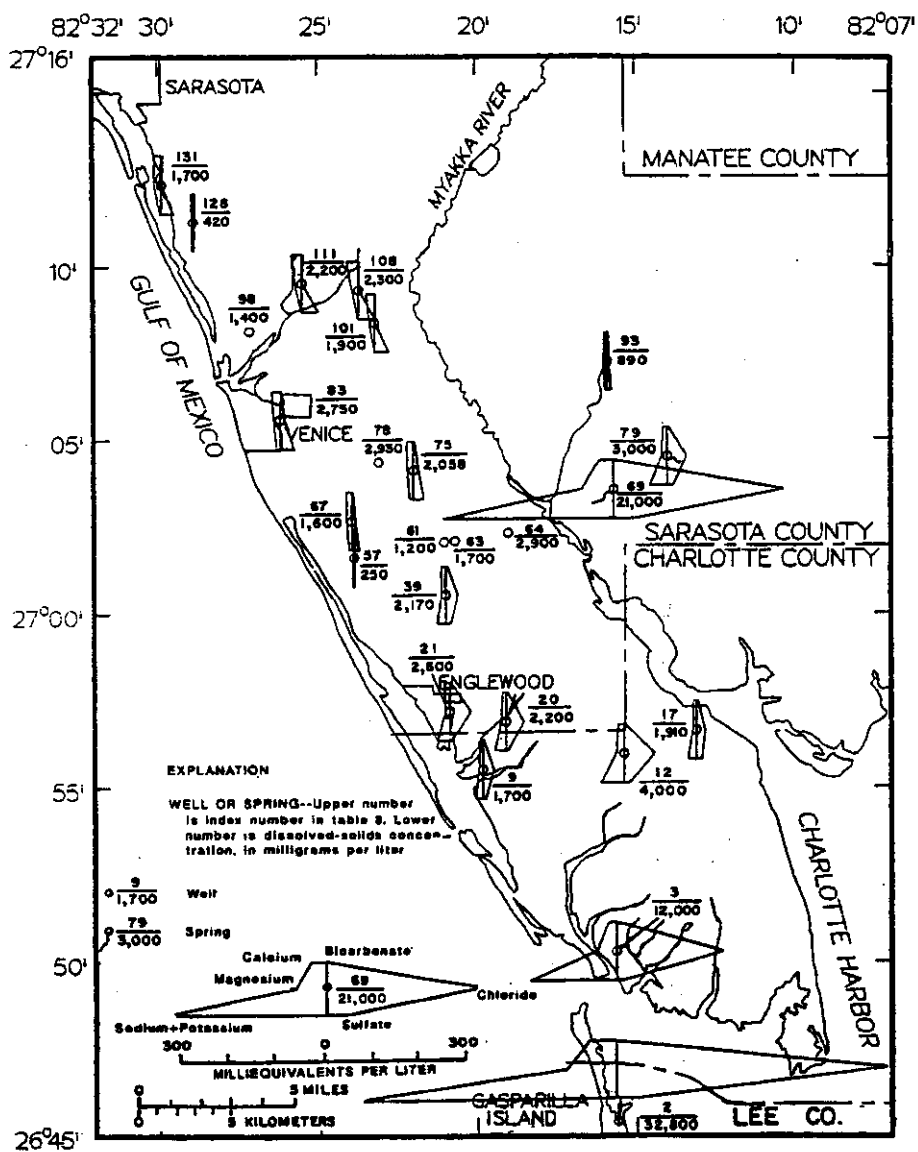 82°32' 30' 25' 20' 15' 10' 82°07'
27°16'
SARASOTA
MYAKKA RIVER
MANATEE COUNTY
131
1,700
GULF OF MEXICO
10'
111
2,200
108
2,300
98
1,400
101
1,900
93
890
83
2,750
VENICE
78
2,930
75
2,058
79
3,000
05'
69
21,000
67
1,600
61
1,200
63
1,700
64
2,900
SARASOTA COUNTY
CHARLOTTE COUNTY
57
250
39
2,170
27°00'
21
ENGLEWOOD
20
2,200
17
1,910
9
1,700
12
4,000
55'
EXPLANATION
WELL OR SPRING--Upper number
is index number in table 8. Lower
number is dissolved-solids concen-
tration, in milligrams per liter
CHARLOTTE HARBOR
9
1,700
Well
3
12,000
79
3,000
Spring
50'
Calcium
Bicarbonate
Magnesium
69
21,000
Chloride
Sodium+Potassium
Sulfate
300 0 300
MILLIEQUIVALENTS PER LITER
0 5 MILES
0 5 KILOMETERS
GASPARILLA
ISLAND
LEE CO.
2
32,800
26°45'